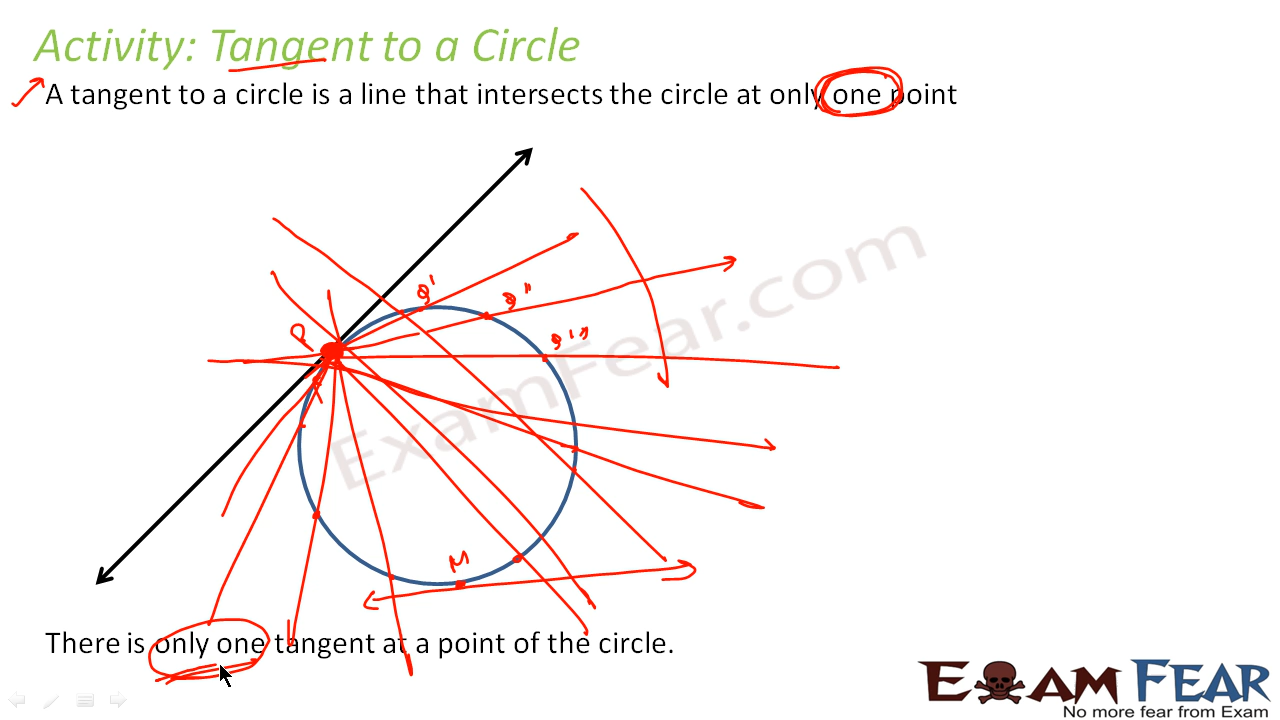 Activity: Tangent to a Circle
A tangent to a circle is a line that intersects the circle at only one point
ExamFear.com
P
M
There is only one tangent at a point of the circle.
EXAM FEAR
No more fear from Exam